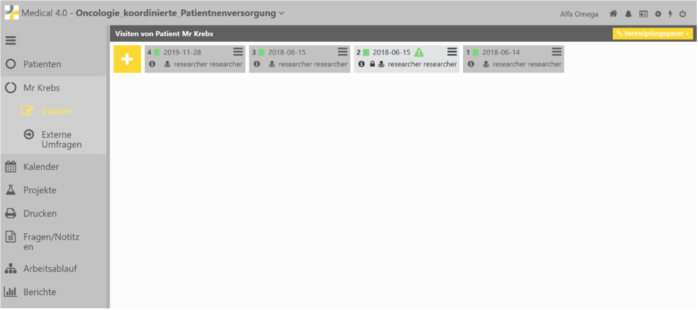 Medical 4.0 - Oncologie_koordinierte_Patientnenversorgung
Alfa Omega
Visiten von Patient Mr Krebs
Verknüpfungspanel
Patienten
Mr Krebs
Visiten
Externe
Umfragen
Kalender
Projekte
Drucken
Fragen/Notitz
en
Arbeitsablauf
Berichte
4 2019-11-28
researcher researcher
3 2018-06-15
researcher researcher
2 2018-06-15
researcher researcher
1 2018-06-14
researcher researcher